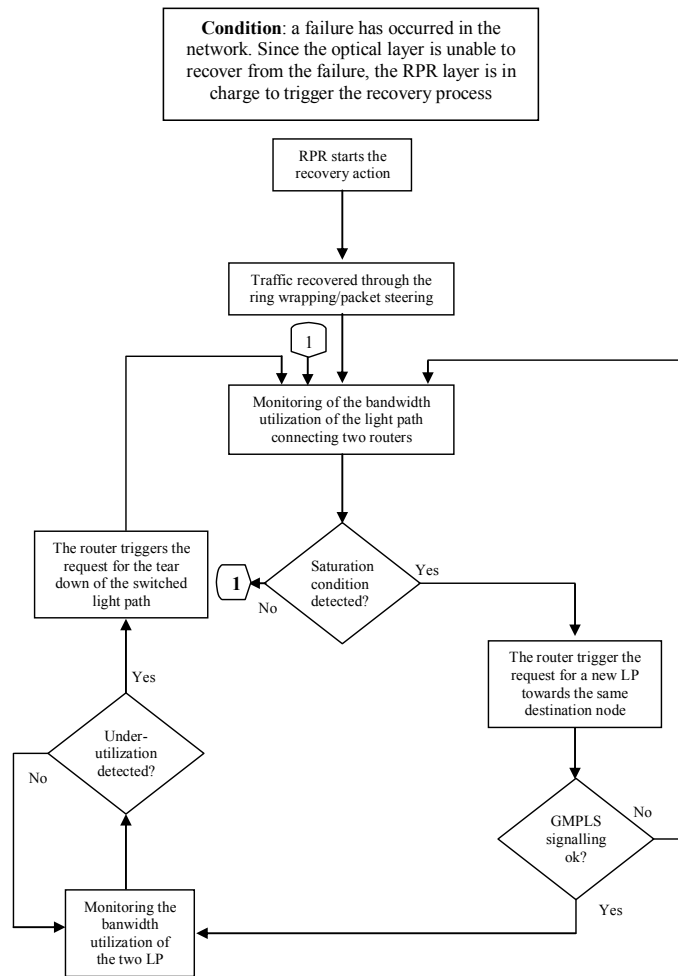 Condition: a failure has occurred in the
network. Since the optical layer is unable to
recover from the failure, the RPR layer is in
charge to trigger the recovery process
RPR starts the
recovery action
Traffic recovered through the
ring wrapping/packet steering
1
Monitoring of the bandwidth
utilization of the light path
connecting two routers
The router triggers the
request for the tear
down of the switched
light path
1
No
Saturation
condition
detected?
Yes
The router trigger the
request for a new LP
towards the same
destination node
Yes
Under-
utilization
detected?
No
GMPLS
signalling
ok?
No
Yes
Monitoring the
banwidth
utilization of
the two LP